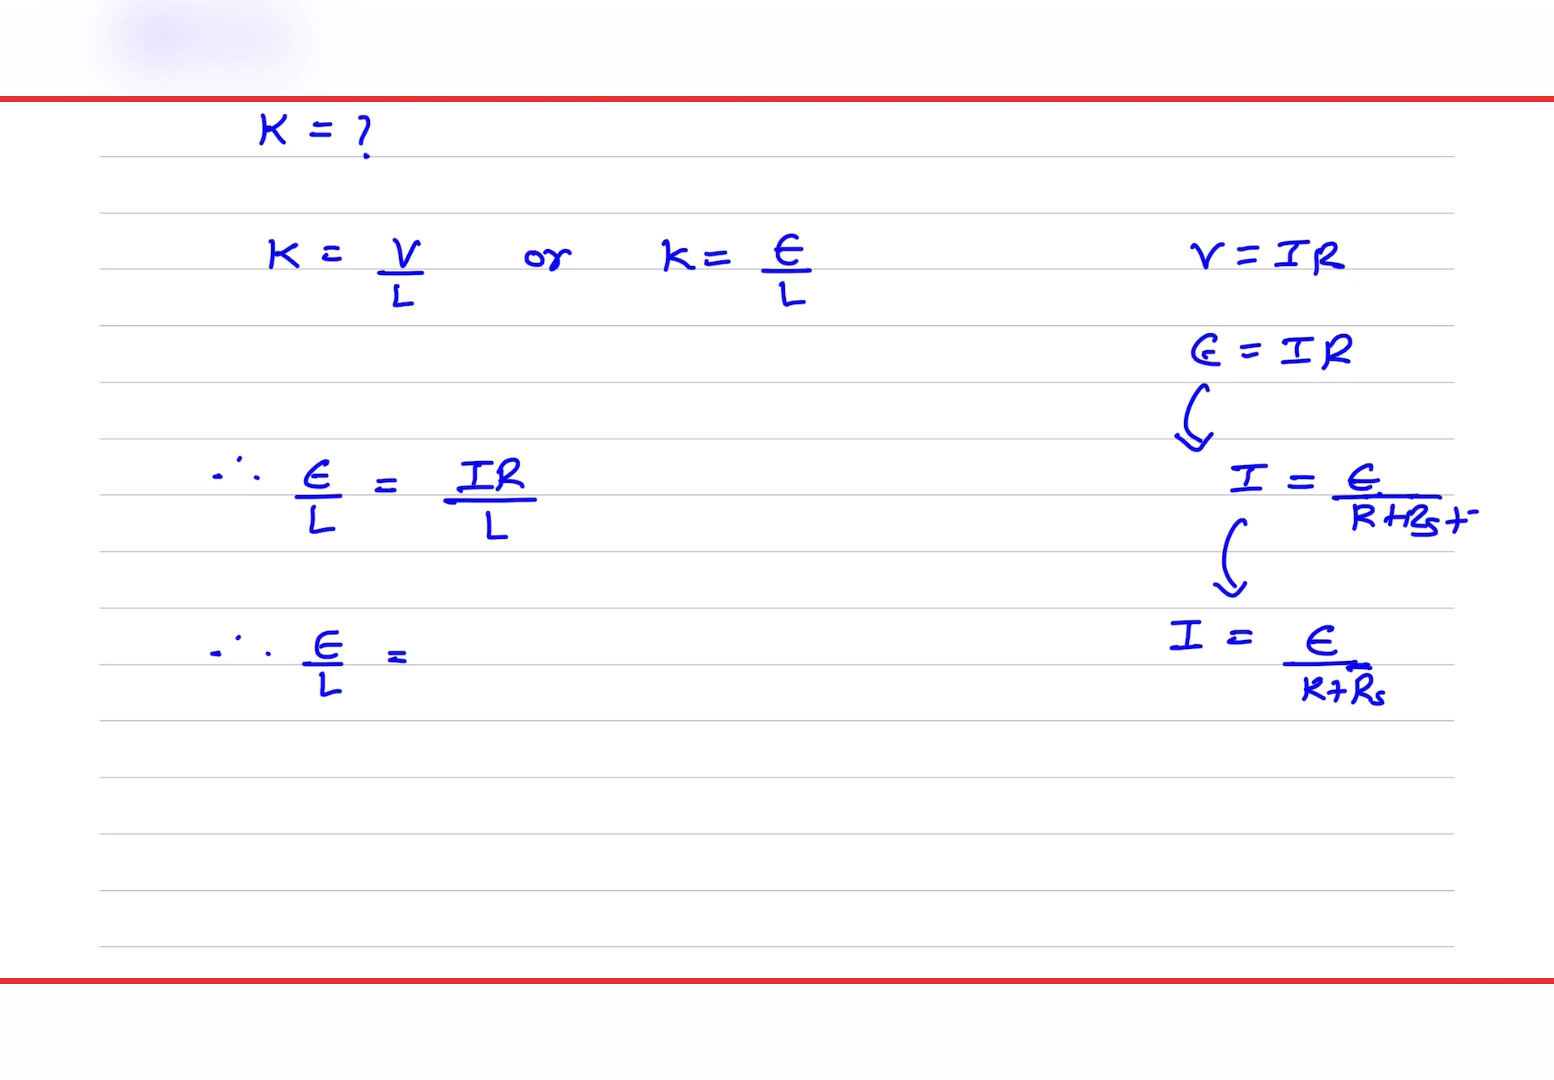 K = ?
K = V/L or K = ε/L
V = IR
ε = IR
∴ ε/L = IR/L
I = ε/R+Rs+
∴ ε/L =
I = ε/R+Rs